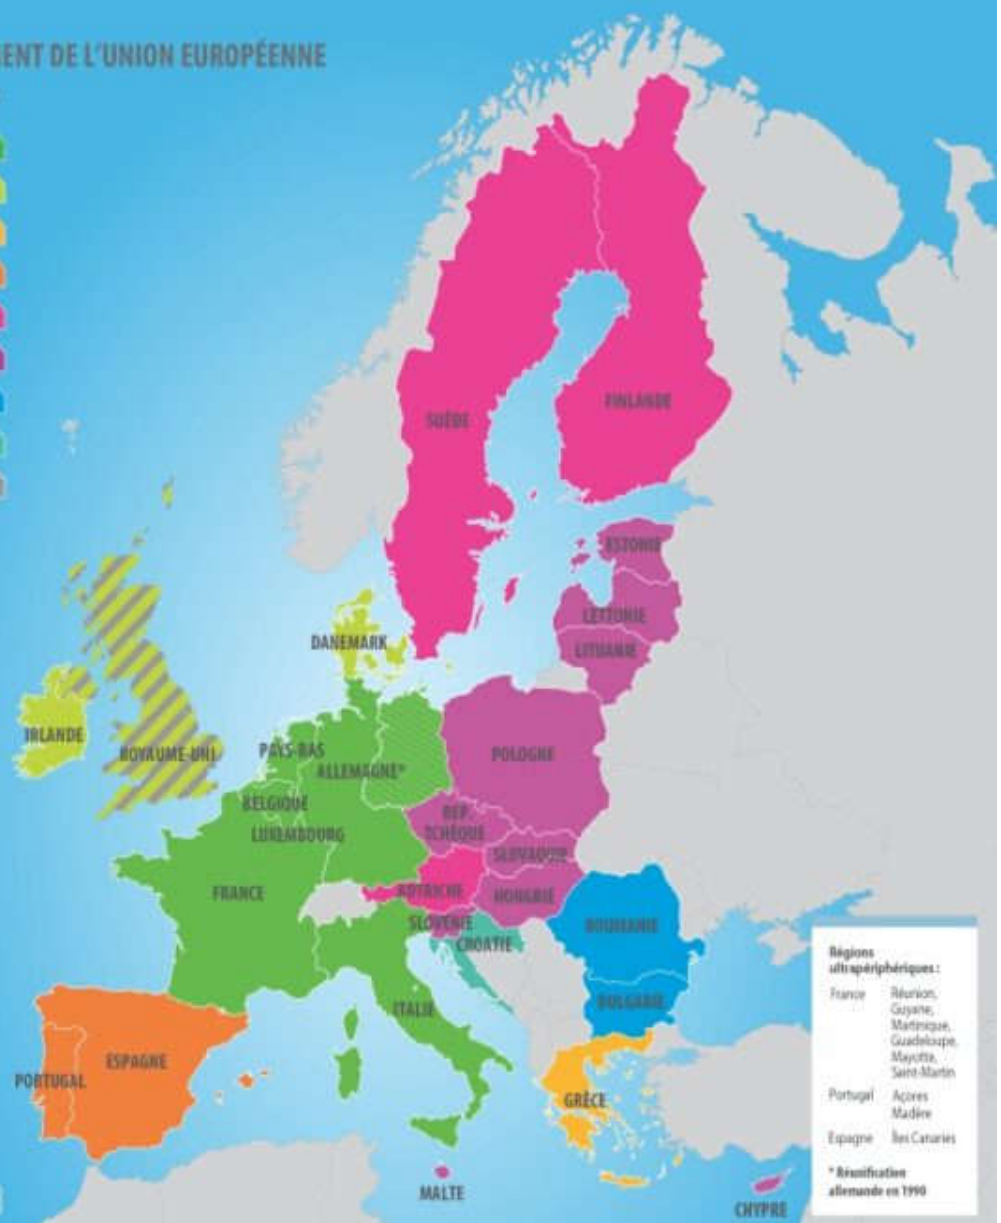 MENT DE L'UNION EUROPÉENNE
SUÈDE
FINLANDE
ESTONIE
LETTONIE
LITUANIE
DANEMARK
IRLANDE
ROYAUME-UNI
PAYS-BAS
ALLEMAGNE*
POLOGNE
BELGIQUE
LUXEMBOURG
RÉP.
TCHÈQUE
SLOVAQUIE
FRANCE
AUTRICHE
HONGRIE
SLOVÉNIE
CROATIE
ROUMANIE
BULGARIE
ITALIE
ESPAGNE
PORTUGAL
GRÈCE
MALTE
CHYPRE
Régions
ultrapériphériques :
France Réunion,
Guyane,
Martinique,
Guadeloupe,
Mayotte,
Saint-Martin
Portugal Açores
Madère
Espagne Îles Canaries
* Réunification
allemande en 1990